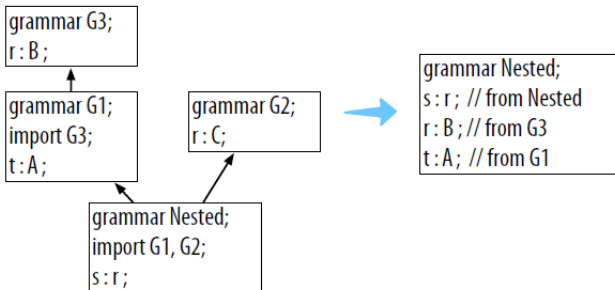 grammar G3;
r : B ;
grammar G1;
import G3;
t : A ;
grammar G2;
r : C;
grammar Nested;
import G1, G2;
s : r ;
grammar Nested;
s : r ; // from Nested
r : B ; // from G3
t : A; // from G1